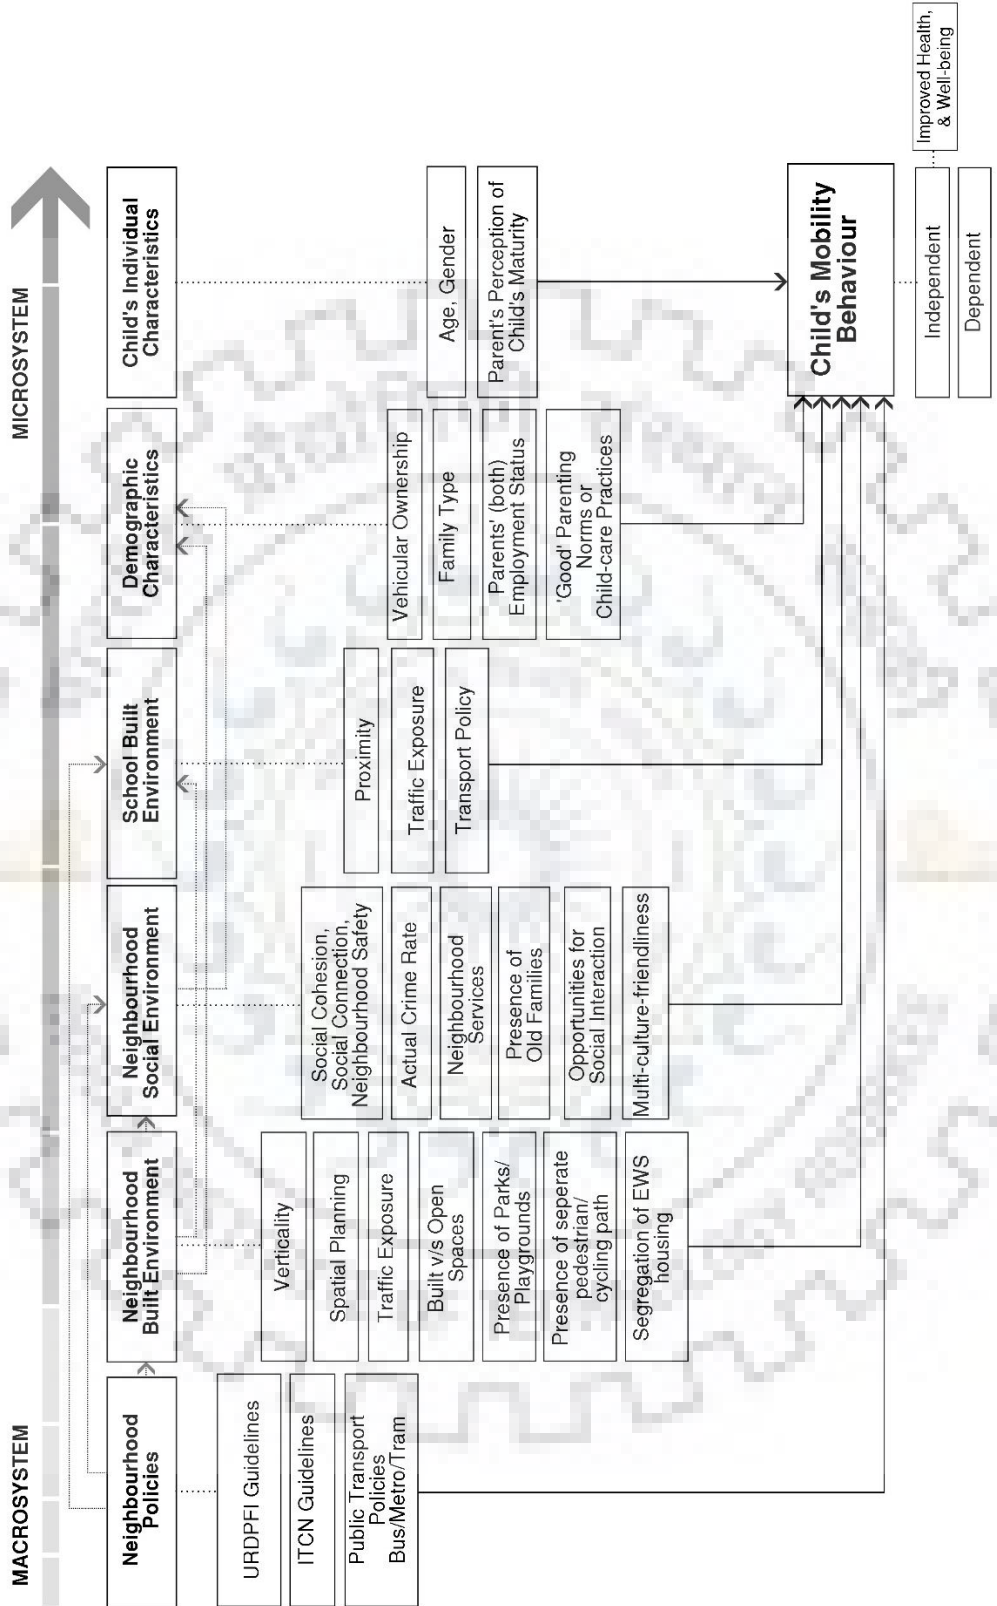 MACROSYSTEM
MICROSYSTEM
Neighbourhood
Policies
URDPFI Guidelines
ITCN Guidelines
Public Transport
Policies
Bus/Metro/Tram
Neighbourhood
Built Environment
Verticality
Spatial Planning
Traffic Exposure
Built v/s Open
Spaces
Presence of Parks/
Playgrounds
Presence of seperate
pedestrian/
cycling path
Segregation of EWS
housing
Neighbourhood
Social Environment
Social Cohesion,
Social Connection,
Neighbourhood Safety
Actual Crime Rate
Neighbourhood
Services
Presence of
Old Families
Opportunities for
Social Interaction
Multi-culture-friendliness
School Built
Environment
Proximity
Traffic Exposure
Transport Policy
Demographic
Characteristics
Vehicular Ownership
Family Type
Parents' (both)
Employment Status
'Good' Parenting
Norms or
Child-care Practices
Child's Individual
Characteristics
Age, Gender
Parent's Perception of
Child's Maturity
Child's Mobility
Behaviour
Independent
Dependent
Improved Health,
& Well-being